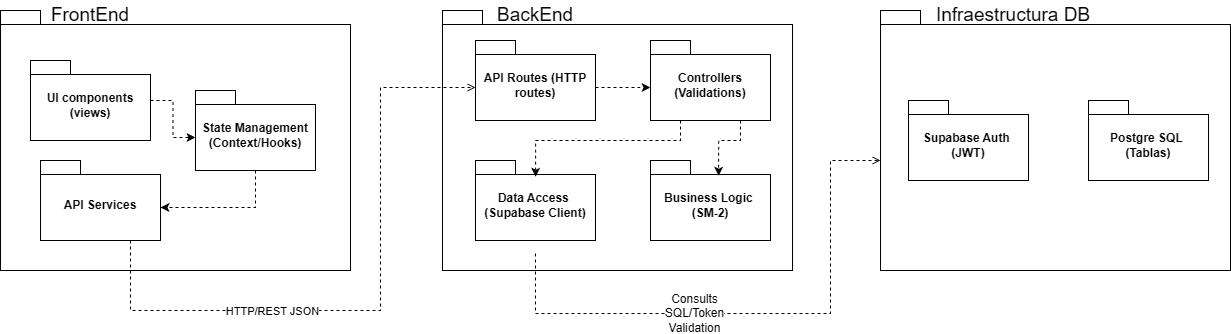 FrontEnd
UI components
(views)
State Management
(Context/Hooks)
API Services
HTTP/REST JSON
BackEnd
API Routes (HTTP
routes)
Controllers
(Validations)
Data Access
(Supabase Client)
Business Logic
(SM-2)
Consults
SQL/Token
Validation
Infraestructura DB
Supabase Auth
(JWT)
Postgre SQL
(Tablas)